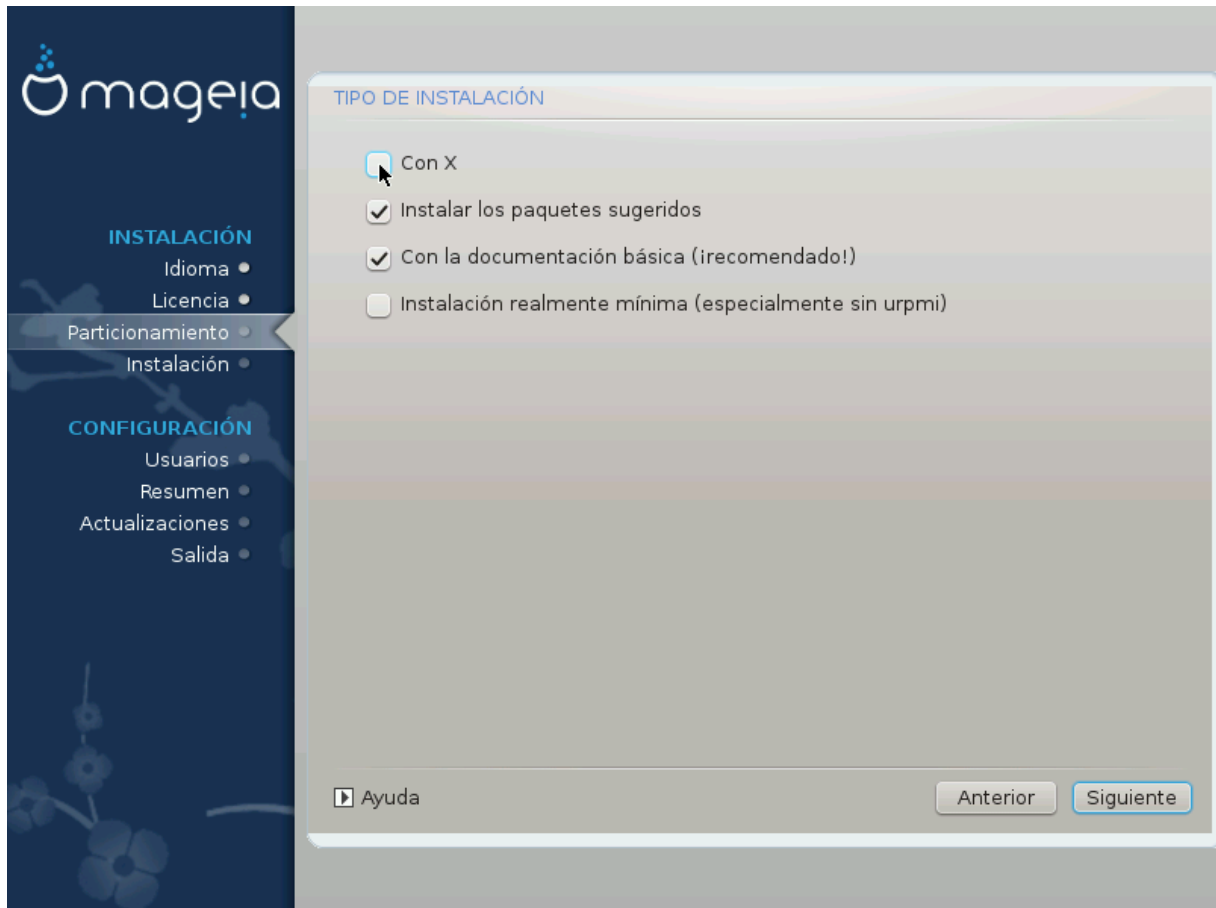 mageia
INSTALACIÓN
Idioma
Licencia
Particionamiento
Instalación
CONFIGURACIÓN
Usuarios
Resumen
Actualizaciones
Salida
TIPO DE INSTALACIÓN
Con X
Instalar los paquetes sugeridos
Con la documentación básica (¡recomendado!)
Instalación realmente mínima (especialmente sin urpmi)
Ayuda
Anterior
Siguiente